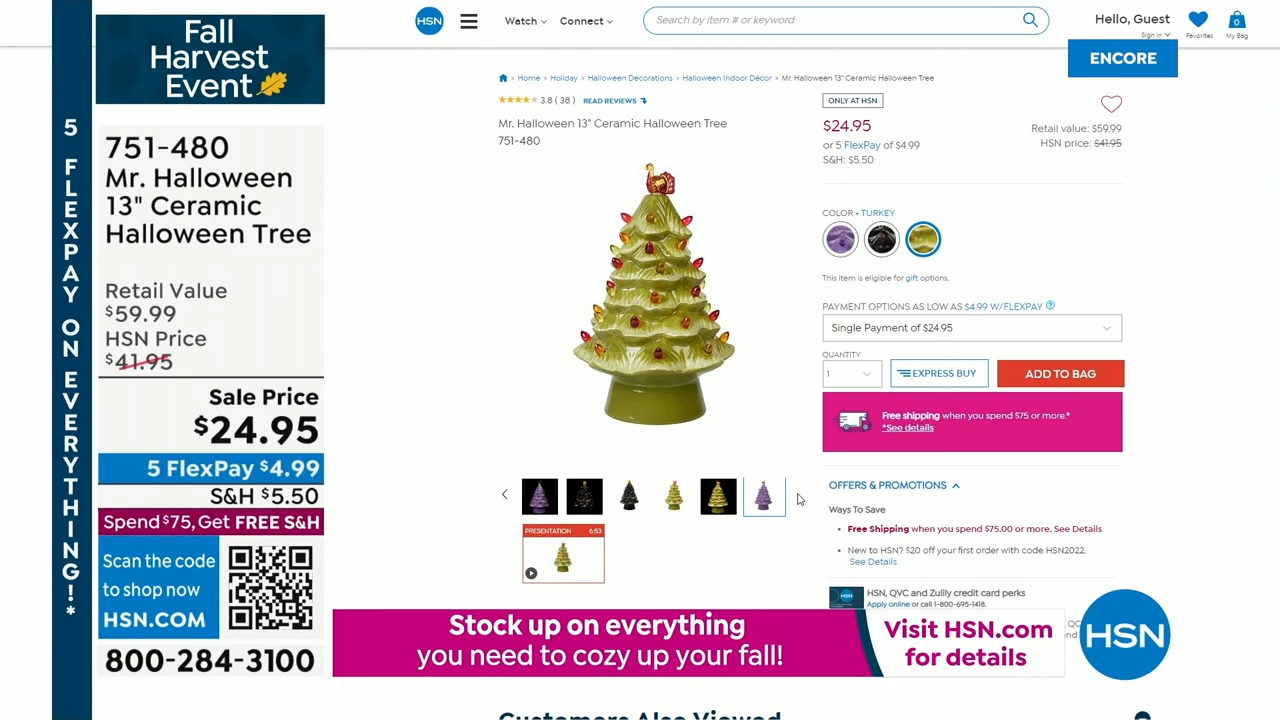 5 FLEXPAY ON EVERYTHING!*
Fall
Harvest
Event
751-480
Mr. Halloween
13" Ceramic
Halloween Tree
Retail Value
$59.99
HSN Price
$41.95
Sale Price
$24.95
5 FlexPay $4.99
S&H $5.50
Spend $75, Get FREE S&H
Scan the code
to shop now
HSN.COM
800-284-3100
HSN
Watch
Connect
Search by item # or keyword
Hello, Guest
Sign in
Favorites
0
My Bag
ENCORE
> Home > Holiday > Halloween Decorations > Halloween Indoor Décor > Mr. Halloween 13" Ceramic Halloween Tree
3.8 ( 38 ) READ REVIEWS
Mr. Halloween 13" Ceramic Halloween Tree
751-480
ONLY AT HSN
$24.95
or 5 FlexPay of $4.99
S&H: $5.50
Retail value: $59.99
HSN price: $41.95
COLOR • TURKEY
This item is eligible for gift options.
PAYMENT OPTIONS AS LOW AS $4.99 W/FLEXPAY ?
Single Payment of $24.95
QUANTITY
1
EXPRESS BUY
ADD TO BAG
Free shipping when you spend $75 or more.*
*See details
PRESENTATION 6:53
OFFERS & PROMOTIONS
Ways To Save
• Free Shipping when you spend $75.00 or more. See Details
• New to HSN? $20 off your first order with code HSN2022.
See Details
HSN
HSN, QVC and Zulily credit card perks
Apply online or call 1-800-695-1418.
Stock up on everything
you need to cozy up your fall!
Visit HSN.com
for details
HSN
Customers Also Viewed